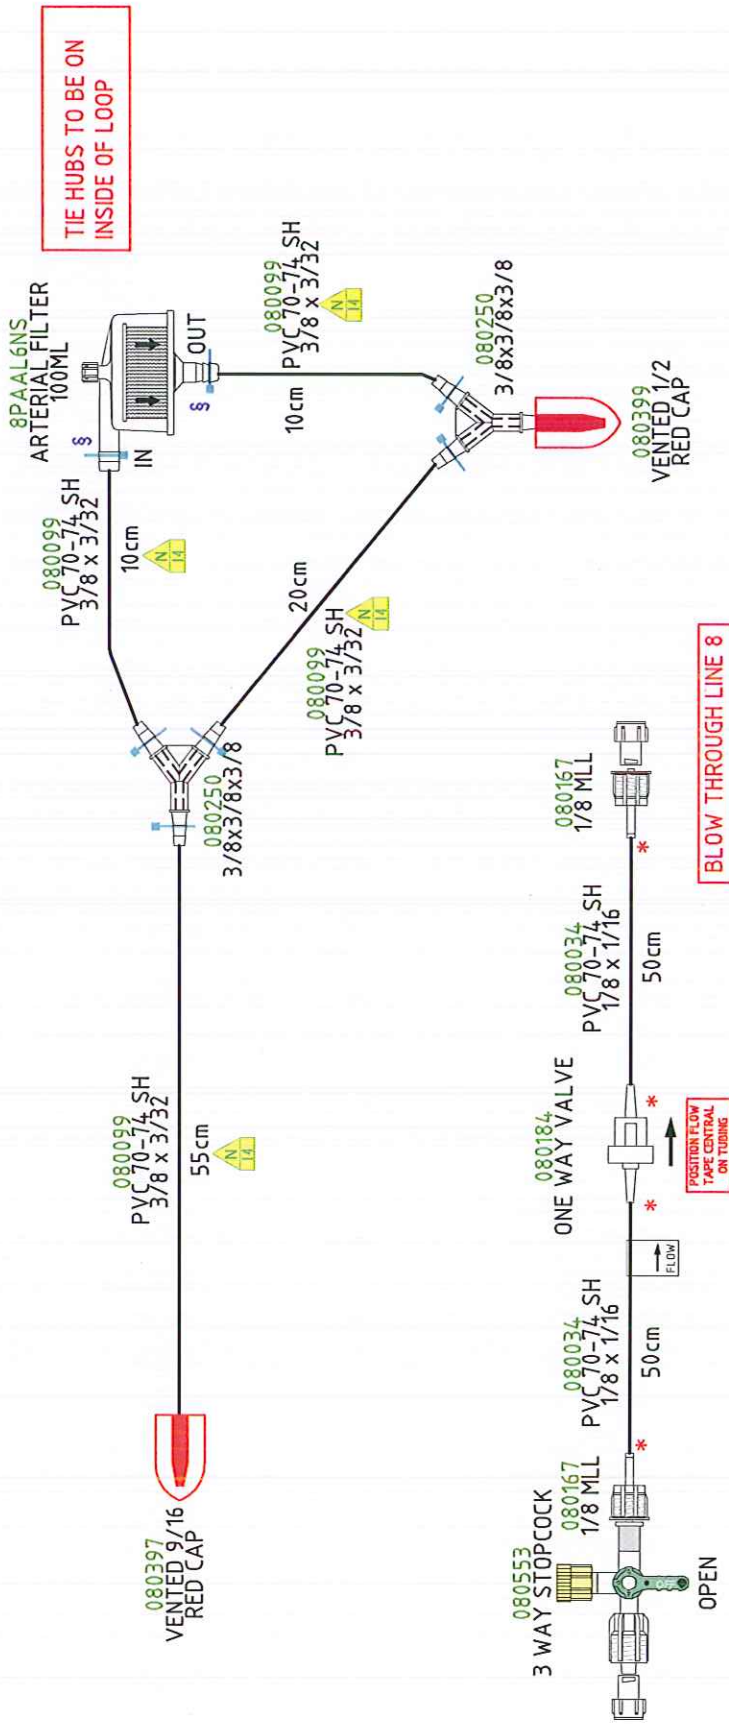 TIE HUBS TO BE ON
INSIDE OF LOOP
8PAAL6NS
ARTERIAL FILTER
100ML
§
IN
§
OUT
080099
PVC 70-74 SH
3/8 x 3/32
10cm
N
14
080099
PVC 70-74 SH
3/8 x 3/32
10cm
N
14
080250
3/8x3/8x3/8
080399
VENTED 1/2
RED CAP
080099
PVC 70-74 SH
3/8 x 3/32
20cm
N
14
080250
3/8x3/8x3/8
080099
PVC 70-74 SH
3/8 x 3/32
55cm
N
14
080397
VENTED 9/16
RED CAP
080553
3 WAY STOPCOCK
OFF
OPEN
080167
1/8 MLL
*
080034
PVC 70-74 SH
1/8 x 1/16
50cm
FLOW
*
080184
ONE WAY VALVE
*
POSITION FLOW
TAPE CENTRAL
ON TUBING
080034
PVC 70-74 SH
1/8 x 1/16
50cm
*
080167
1/8 MLL
BLOW THROUGH LINE 8